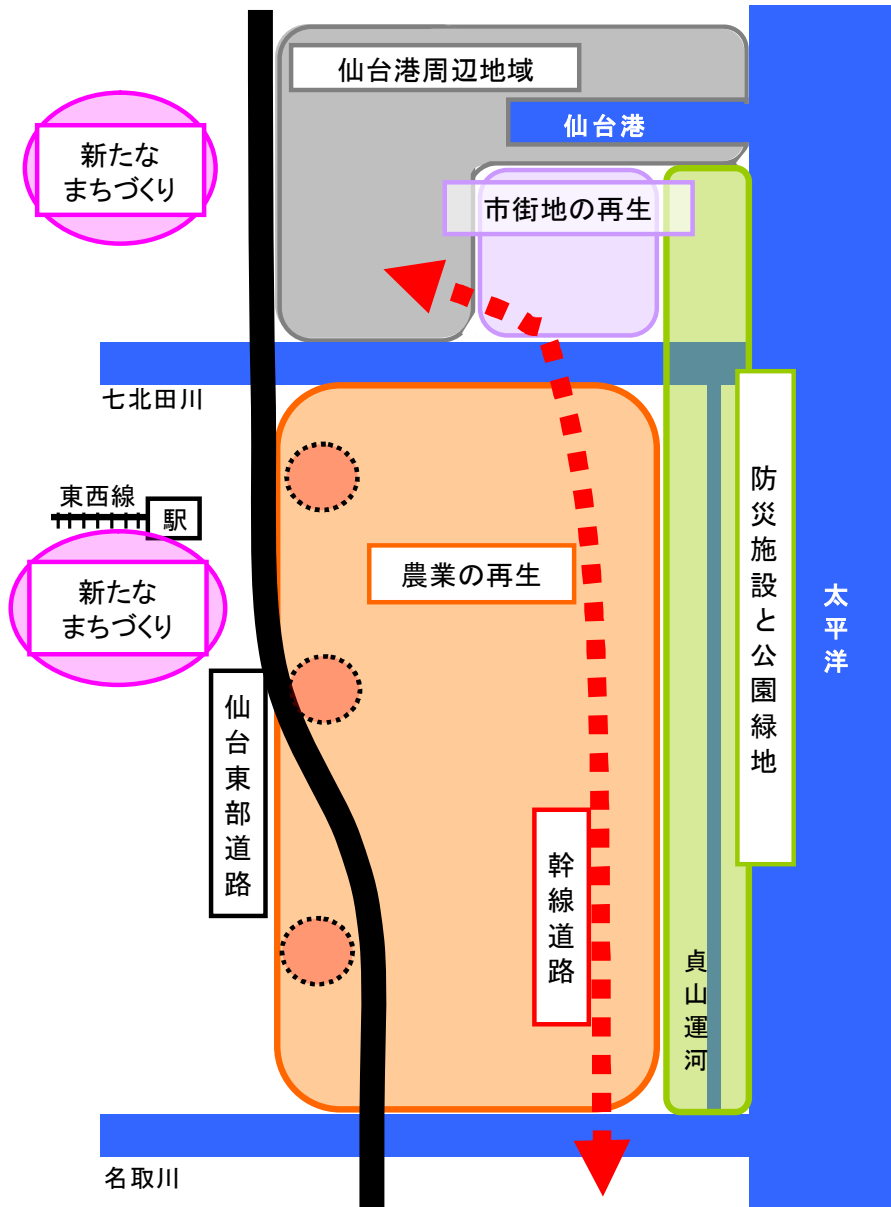 仙台港周辺地域
仙台港
新たな
まちづくり
市街地の再生
七北田川
東西線
駅
新たな
まちづくり
農業の再生
防災施設と公園緑地
太平洋
仙台東部道路
幹線道路
貞山運河
名取川